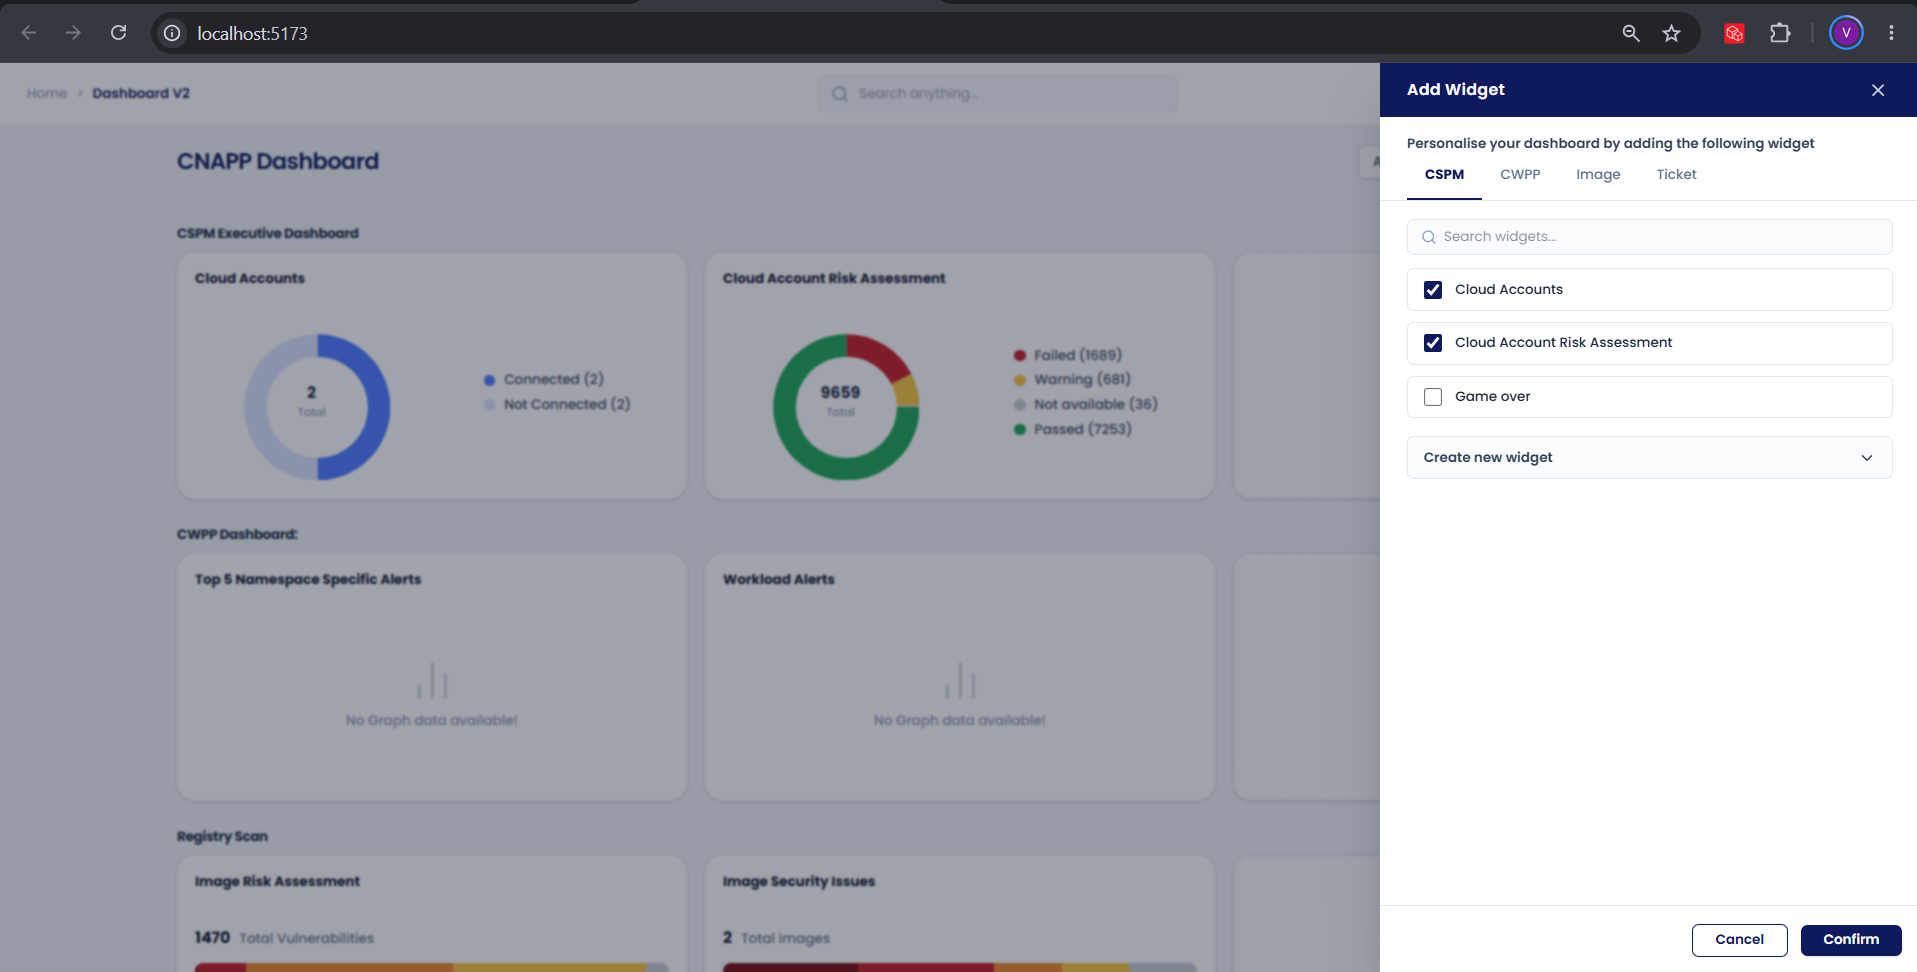 localhost:5173
V
Home > Dashboard V2
Search anything...
CNAPP Dashboard
CSPM Executive Dashboard
Cloud Accounts
2
Total
Connected (2)
Not Connected (2)
Cloud Account Risk Assessment
9659
Total
Failed (1689)
Warning (681)
Not available (36)
Passed (7253)
CWPP Dashboard:
Top 5 Namespace Specific Alerts
No Graph data available!
Workload Alerts
No Graph data available!
Registry Scan
Image Risk Assessment
1470 Total Vulnerabilities
Image Security Issues
2 Total images
Add Widget
Personalise your dashboard by adding the following widget
CSPM CWPP Image Ticket
Search widgets...
Cloud Accounts
Cloud Account Risk Assessment
Game over
Create new widget
Cancel Confirm